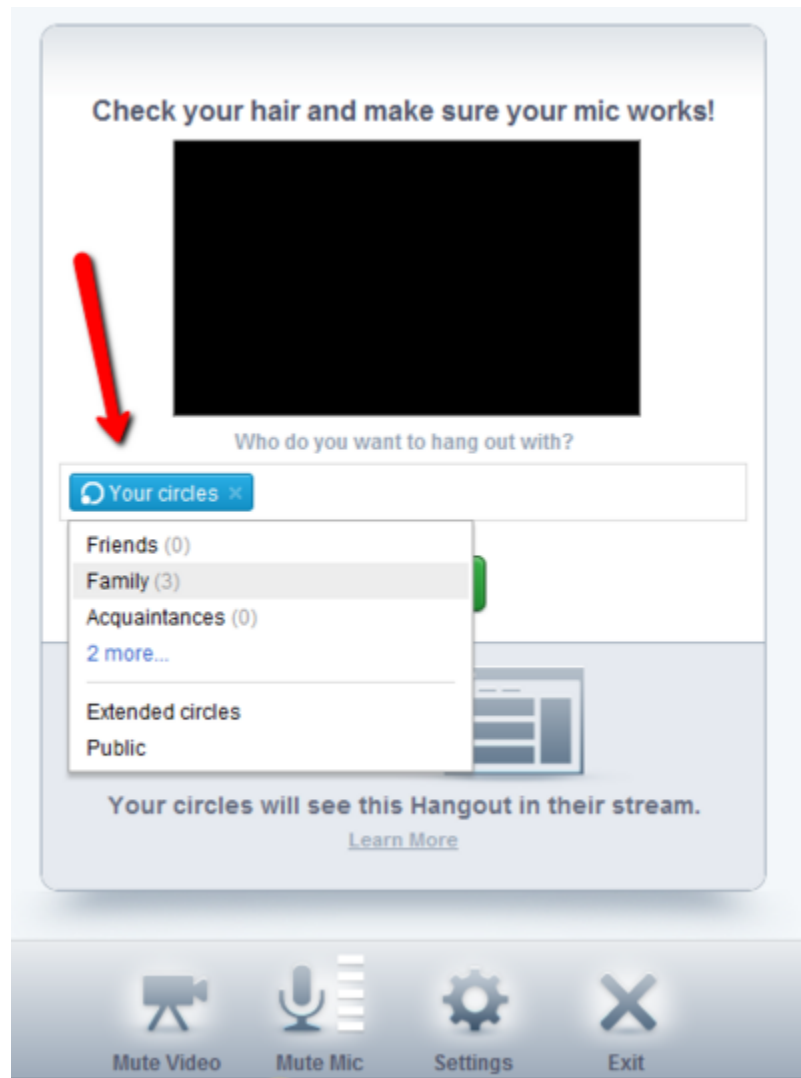 Check your hair and make sure your mic works!
Who do you want to hang out with?
Your circles ×
Friends (0)
Family (3)
Acquaintances (0)
2 more...
Extended circles
Public
Your circles will see this Hangout in their stream.
Learn More
Mute Video Mute Mic Settings Exit